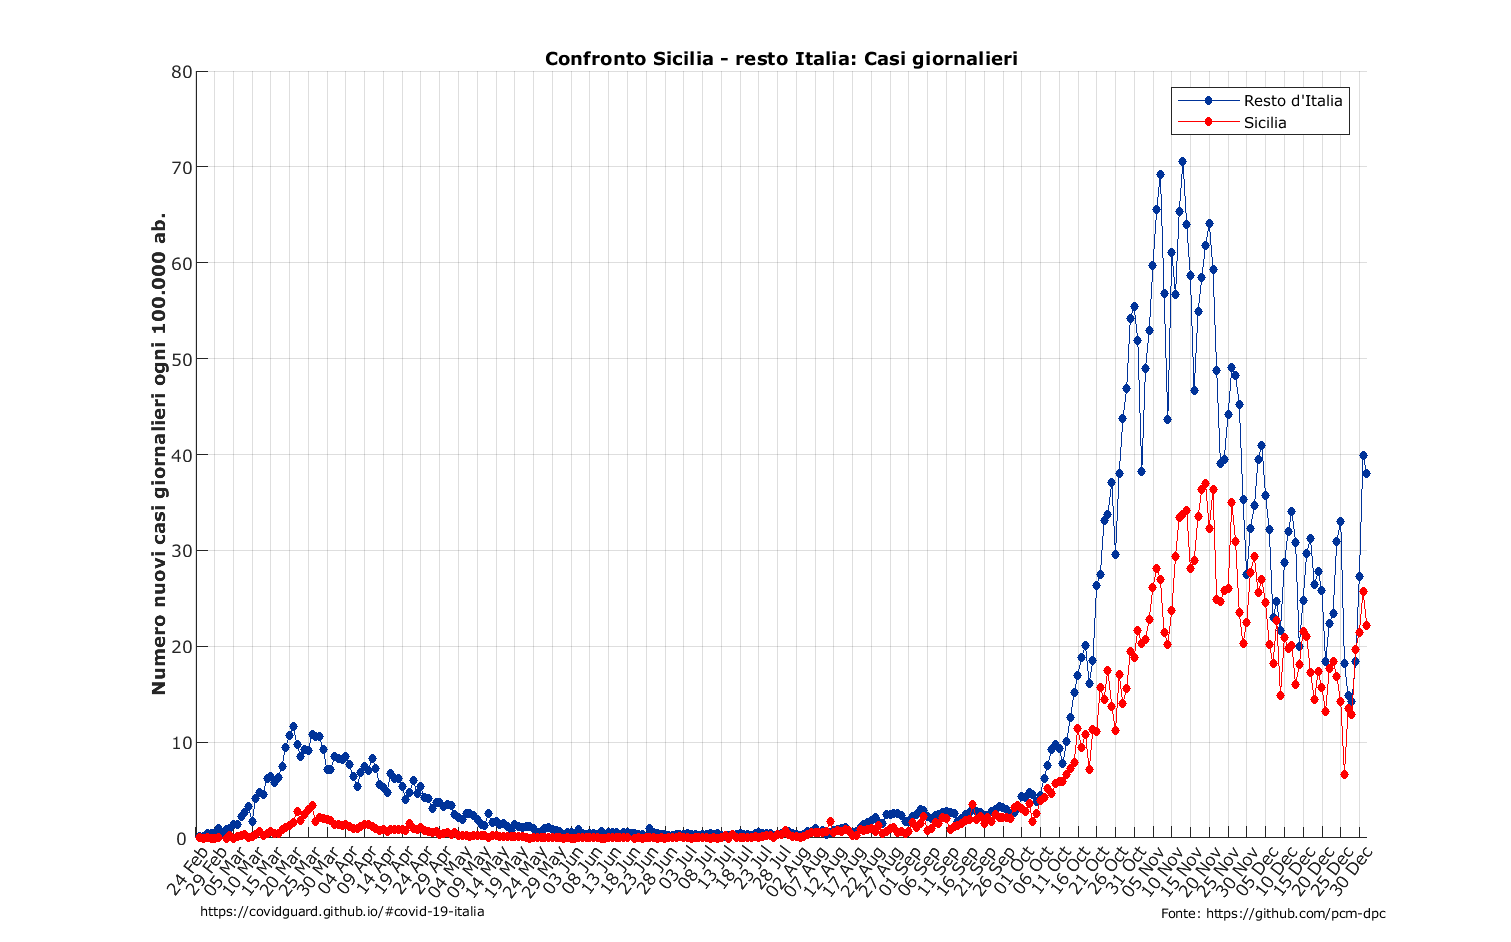 Confronto Sicilia - resto Italia: Casi giornalieri
Numero nuovi casi giornalieri ogni 100.000 ab.
80
70
60
50
40
30
20
10
0
Resto d'Italia
Sicilia
24 Feb
29 Feb
05 Mar
10 Mar
15 Mar
20 Mar
25 Mar
30 Mar
04 Apr
09 Apr
14 Apr
19 Apr
24 Apr
29 Apr
04 May
09 May
14 May
19 May
24 May
29 May
03 Jun
08 Jun
13 Jun
18 Jun
23 Jun
28 Jun
03 Jul
08 Jul
13 Jul
18 Jul
23 Jul
28 Jul
02 Aug
07 Aug
12 Aug
17 Aug
22 Aug
27 Aug
01 Sep
06 Sep
11 Sep
16 Sep
21 Sep
26 Sep
01 Oct
06 Oct
11 Oct
16 Oct
21 Oct
26 Oct
31 Oct
05 Nov
10 Nov
15 Nov
20 Nov
25 Nov
30 Nov
05 Dec
10 Dec
15 Dec
20 Dec
25 Dec
30 Dec
https://covidguard.github.io/#covid-19-italia
Fonte: https://github.com/pcm-dpc